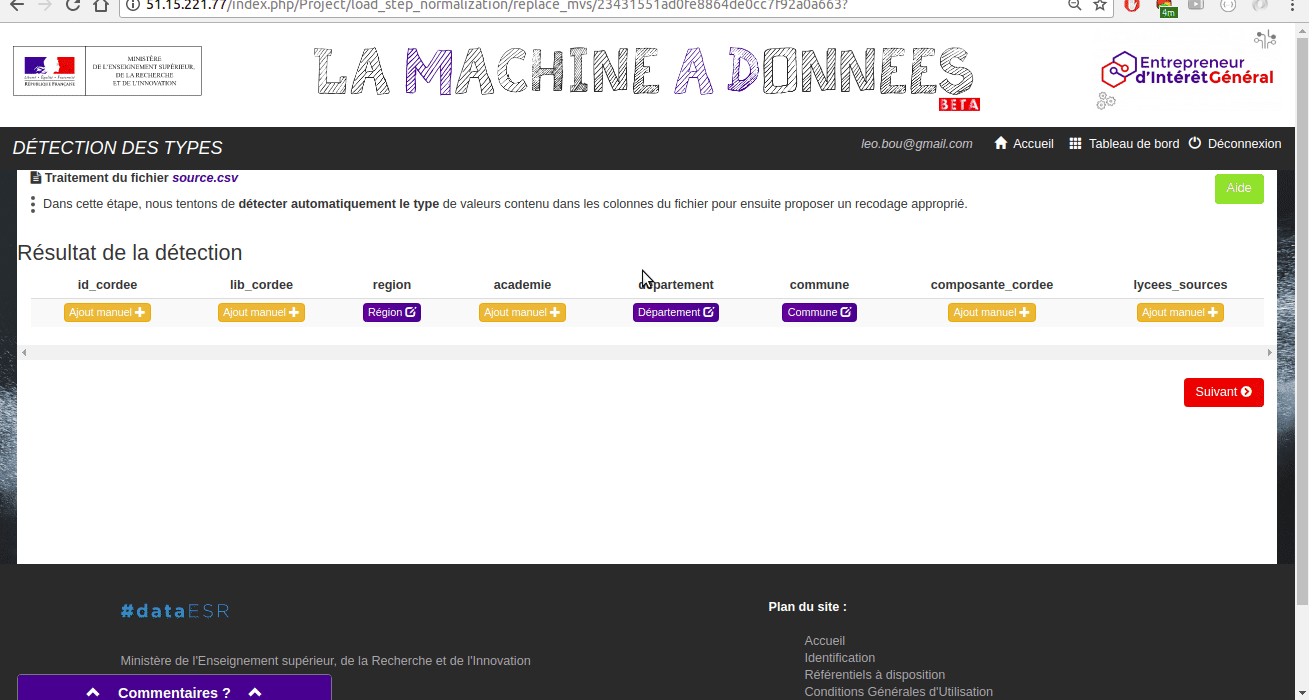 51.15.221.77/index.php/Project/load_step_normalization/replace_mvs/23431551ad0fe8864de0cc7f92a0a663?
4m
MINISTÈRE
DE L'ENSEIGNEMENT SUPÉRIEUR,
DE LA RECHERCHE
ET DE L'INNOVATION
Liberté • Égalité • Fraternité
RÉPUBLIQUE FRANÇAISE
LA MACHINE A DONNEES
BETA
Entrepreneur
d'IntérêtGénéral
DÉTECTION DES TYPES
leo.bou@gmail.com Accueil Tableau de bord Déconnexion
Traitement du fichier source.csv
Aide
Dans cette étape, nous tentons de détecter automatiquement le type de valeurs contenu dans les colonnes du fichier pour ensuite proposer un recodage approprié.
Résultat de la détection
id_cordee lib_cordee region academie departement commune composante_cordee lycees_sources
Ajout manuel Ajout manuel Région Ajout manuel Département Commune Ajout manuel Ajout manuel
Suivant
#dataESR
Plan du site :
Accueil
Identification
Ministère de l'Enseignement supérieur, de la Recherche et de l'Innovation
Référentiels à disposition
Conditions Générales d'Utilisation
Commentaires ?